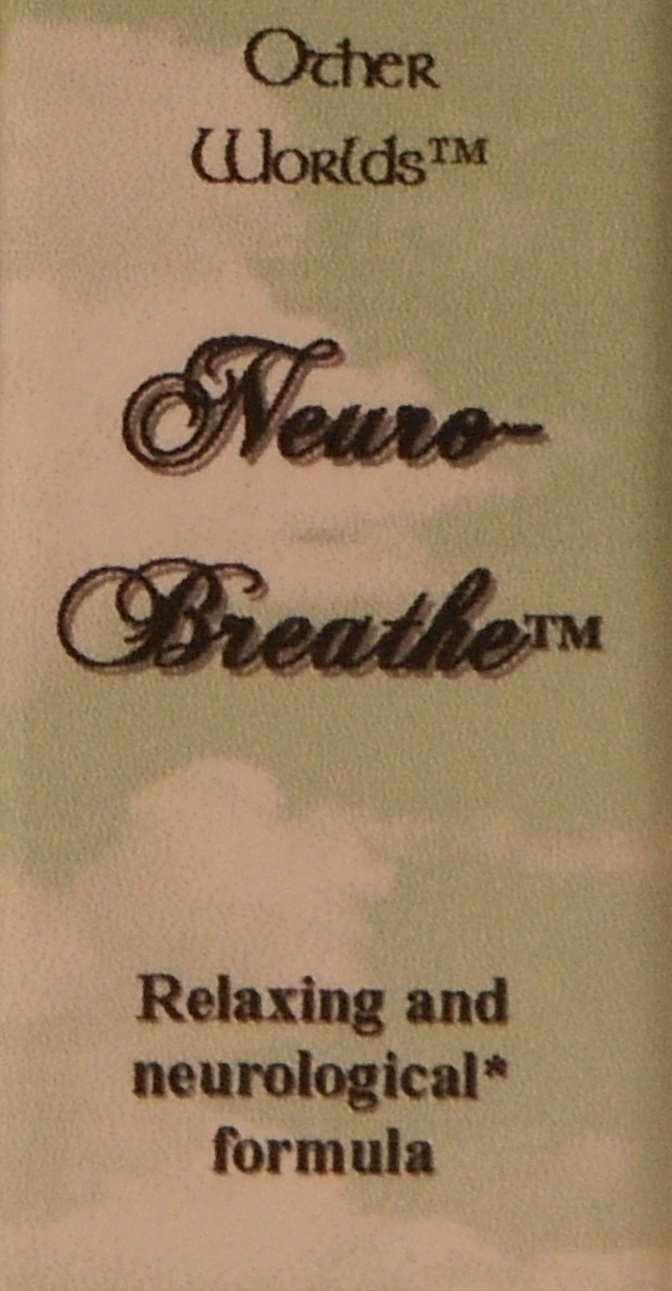 Other
Worlds™
Neuro-
Breathe™
Relaxing and
neurological*
formula